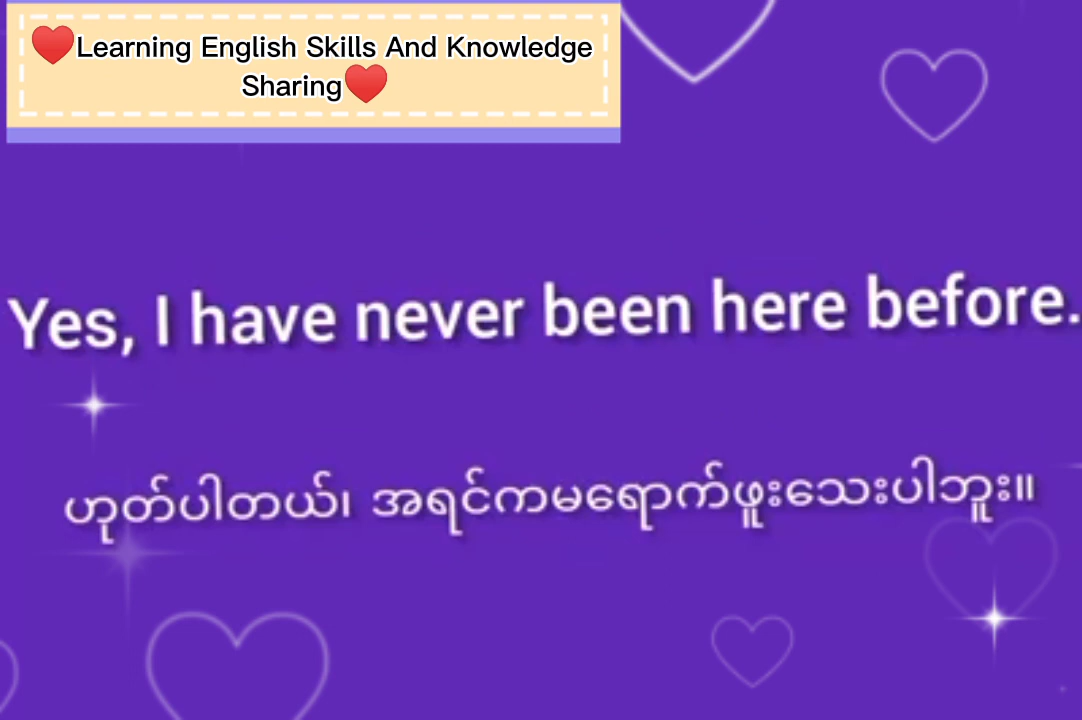 ❤️Learning English Skills And Knowledge
Sharing❤️
Yes, I have never been here before.
ဟုတ်ပါတယ်၊ အရင်ကမရောက်ဖူးသေးပါဘူး။